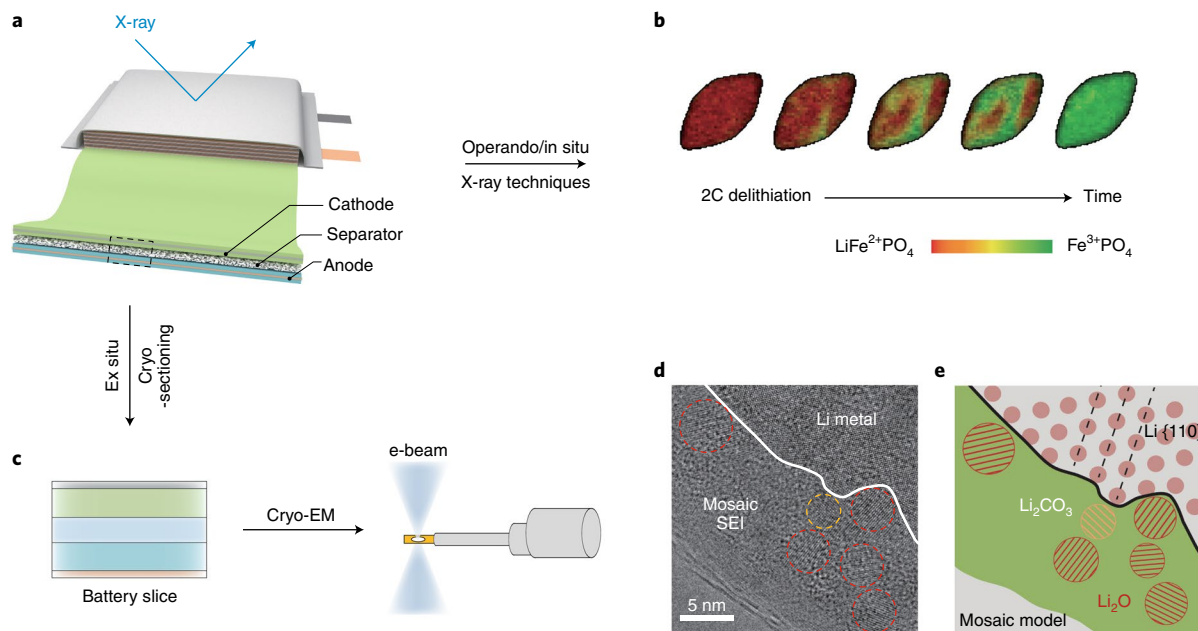 a
X-ray
Operando/in situ
X-ray techniques
Cathode
Separator
Anode
Ex situ
Cryo
-sectioning
b
2C delithiation
Time
LiFe²⁺PO₄
Fe³⁺PO₄
c
Battery slice
Cryo-EM
e-beam
d
Li metal
Mosaic
SEI
5 nm
e
Li {110}
Li₂CO₃
Li₂O
Mosaic model